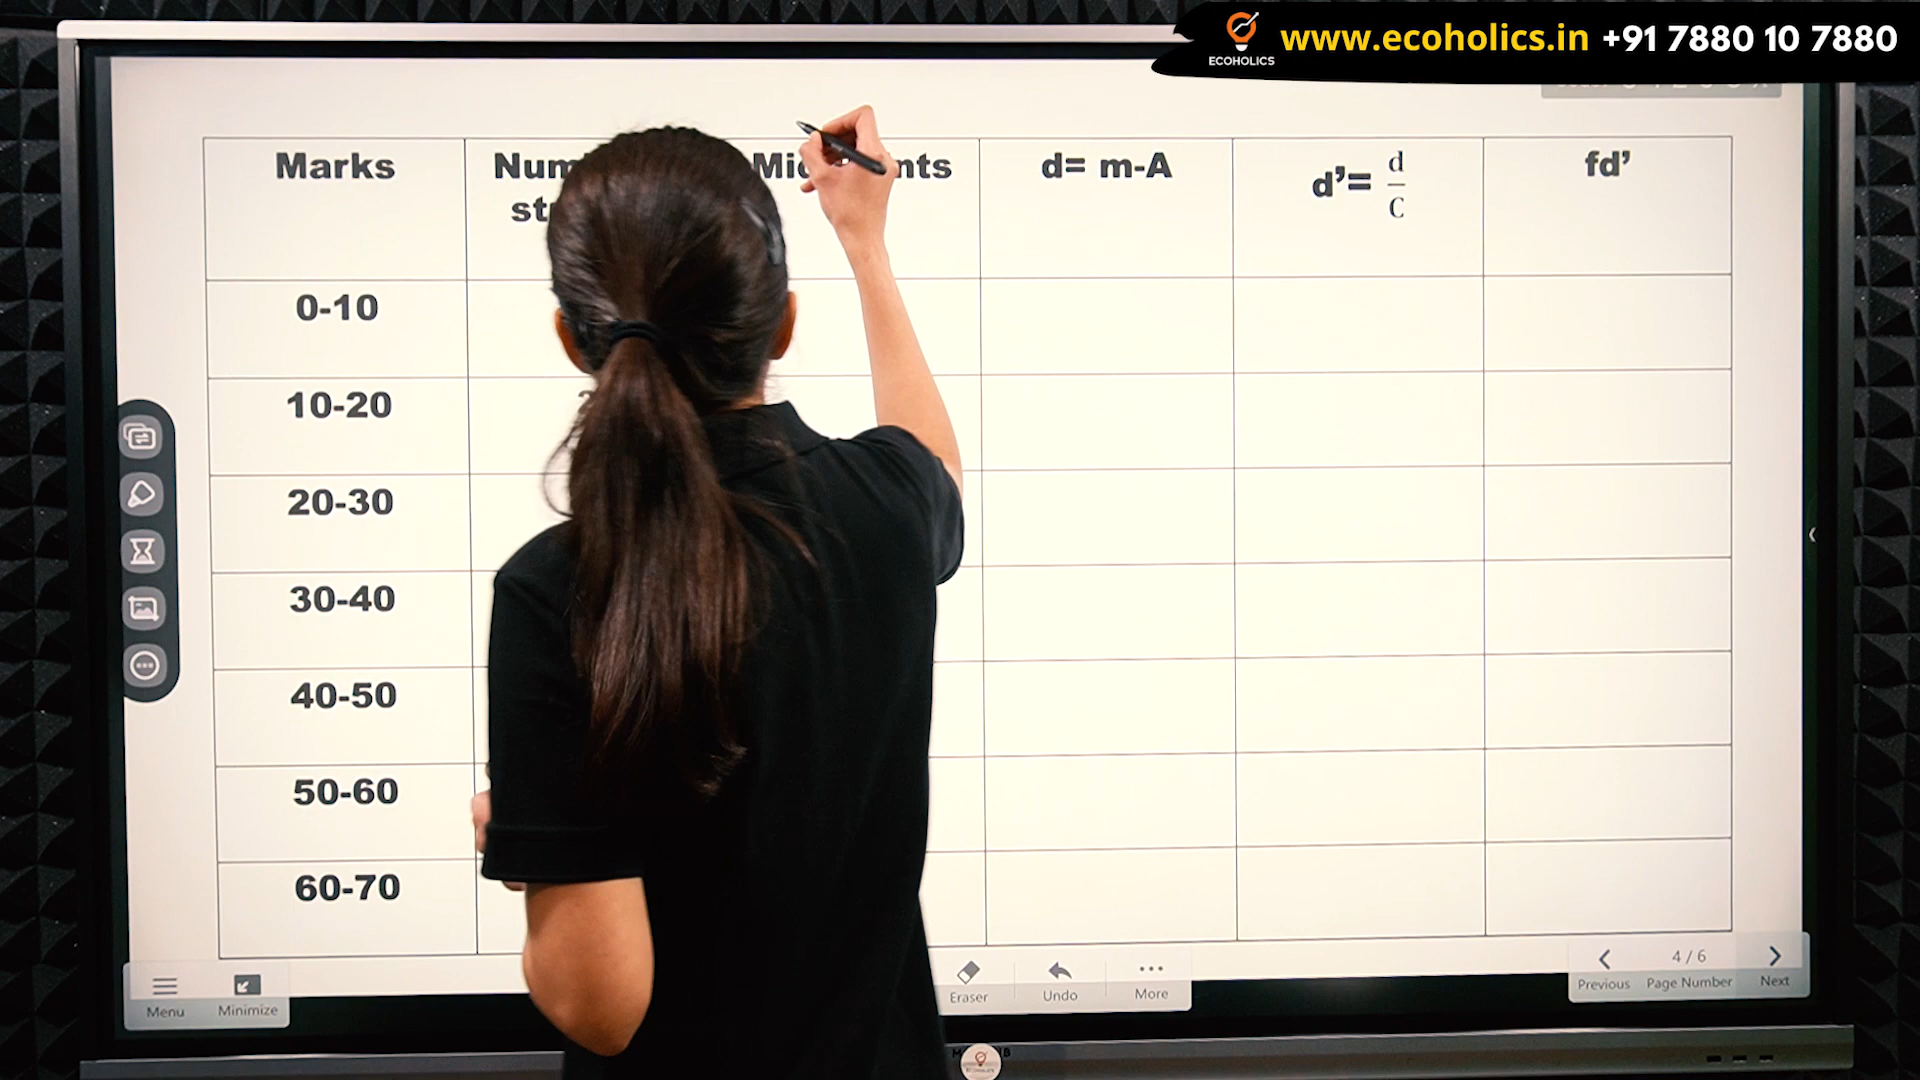 www.ecoholics.in +91 7880 10 7880
ECOHOLICS
Marks
d= m-A
d’= d/C
fd’
0-10
10-20
20-30
30-40
40-50
50-60
60-70
Menu
Minimize
Eraser
Undo
More
Previous
4 / 6
Page Number
Next